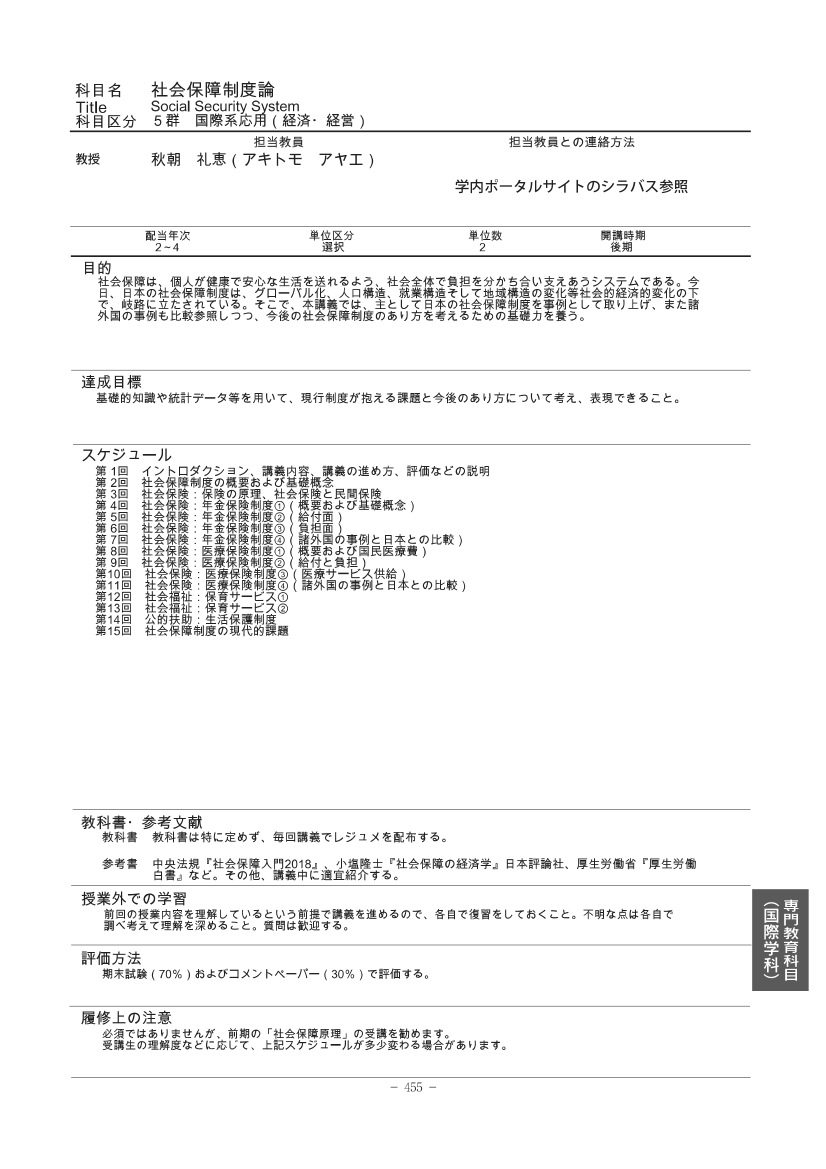 科目名　社会保障制度論
Title　Social Security System
科目区分　５群　国際系応用（経済・経営）
担当教員　担当教員との連絡方法
教授　秋朝　礼恵（アキトモ　アヤエ）
学内ポータルサイトのシラバス参照
配当年次　単位区分　単位数　開講時期
2～4　選択　2　後期
目的
社会保障は、個人が健康で安心な生活を送れるよう、社会全体で負担を分かち合い支えあうシステムである。今
日、日本の社会保障制度は、グローバル化、人口構造、就業構造そして地域構造の変化等社会的経済的変化の下
で、岐路に立たされている。そこで、本講義では、主として日本の社会保障制度を事例として取り上げ、また諸
外国の事例も比較参照しつつ、今後の社会保障制度のあり方を考えるための基礎力を養う。
達成目標
基礎的知識や統計データ等を用いて、現行制度が抱える課題と今後のあり方について考え、表現できること。
スケジュール
第 1回　イントロダクション、講義内容、講義の進め方、評価などの説明
第 2回　社会保障制度の概要および基礎概念
第 3回　社会保険：保険の原理、社会保険と民間保険
第 4回　社会保険：年金保険制度①（概要および基礎概念）
第 5回　社会保険：年金保険制度②（給付面）
第 6回　社会保険：年金保険制度③（負担面）
第 7回　社会保険：年金保険制度④（諸外国の事例と日本との比較）
第 8回　社会保険：医療保険制度①（概要および国民医療費）
第 9回　社会保険：医療保険制度②（給付と負担）
第10回　社会保険：医療保険制度③（医療サービス供給）
第11回　社会保険：医療保険制度④（諸外国の事例と日本との比較）
第12回　社会福祉：保育サービス①
第13回　社会福祉：保育サービス②
第14回　公的扶助：生活保護制度
第15回　社会保障制度の現代的課題
教科書・参考文献
教科書　教科書は特に定めず、毎回講義でレジュメを配布する。
参考書　中央法規『社会保障入門2018』、小塩隆士『社会保障の経済学』日本評論社、厚生労働省『厚生労働
白書』など。その他、講義中に適宜紹介する。
授業外での学習
前回の授業内容を理解しているという前提で講義を進めるので、各自で復習をしておくこと。不明な点は各自で
調べ考えて理解を深めること。質問は歓迎する。
評価方法
期末試験（70％）およびコメントペーパー（30％）で評価する。
履修上の注意
必須ではありませんが、前期の「社会保障原理」の受講を勧めます。
受講生の理解度などに応じて、上記スケジュールが多少変わる場合があります。
専門教育科目
（国際学科）
－ 455 －